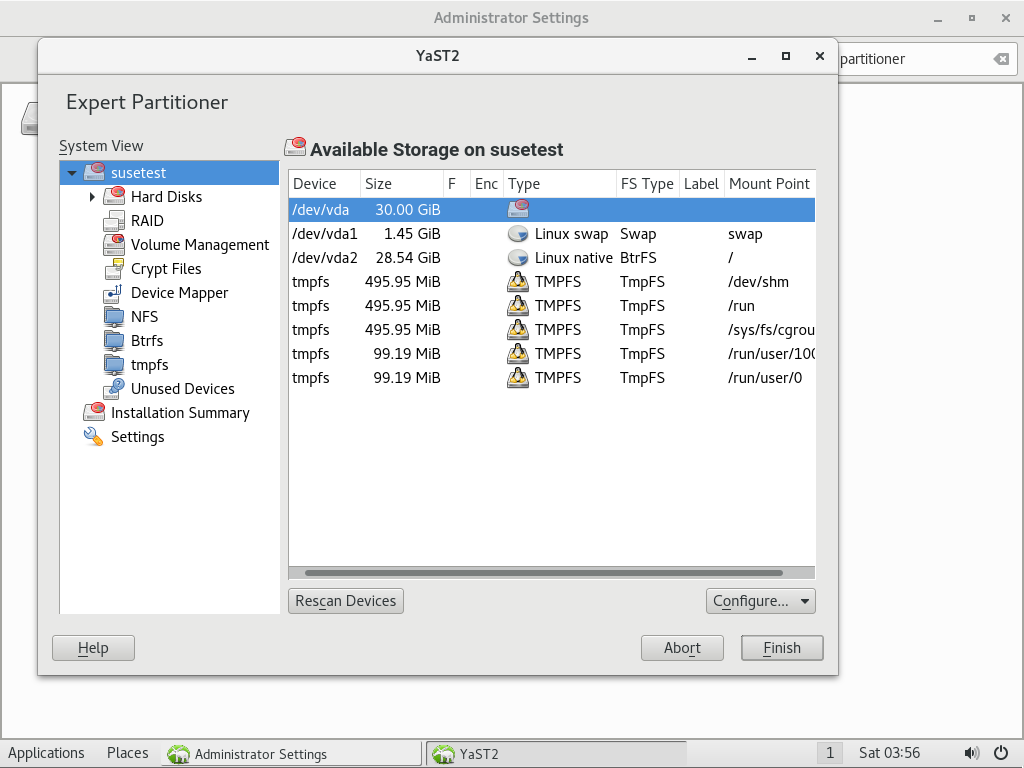 Administrator Settings
YaST2
partitioner
Expert Partitioner
System View
susetest
Hard Disks
RAID
Volume Management
Crypt Files
Device Mapper
NFS
Btrfs
tmpfs
Unused Devices
Installation Summary
Settings
Available Storage on susetest
Device Size F Enc Type FS Type Label Mount Point
/dev/vda 30.00 GiB
/dev/vda1 1.45 GiB Linux swap Swap swap
/dev/vda2 28.54 GiB Linux native BtrFS /
tmpfs 495.95 MiB TMPFS TmpFS /dev/shm
tmpfs 495.95 MiB TMPFS TmpFS /run
tmpfs 495.95 MiB TMPFS TmpFS /sys/fs/cgrou
tmpfs 99.19 MiB TMPFS TmpFS /run/user/100
tmpfs 99.19 MiB TMPFS TmpFS /run/user/0
Rescan Devices Configure...
Help Abort Finish
Applications Places Administrator Settings YaST2 1 Sat 03:56